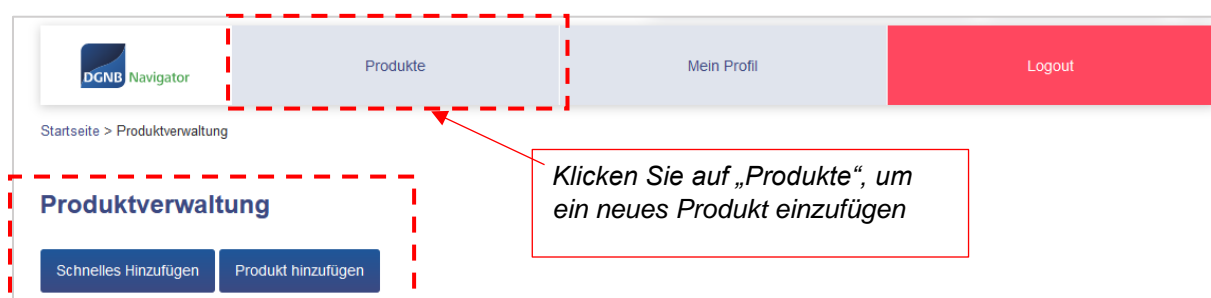 DGNB Navigator
Produkte
Mein Profil
Logout
Startseite > Produktverwaltung
Klicken Sie auf „Produkte“, um
ein neues Produkt einzufügen
Produktverwaltung
Schnelles Hinzufügen
Produkt hinzufügen